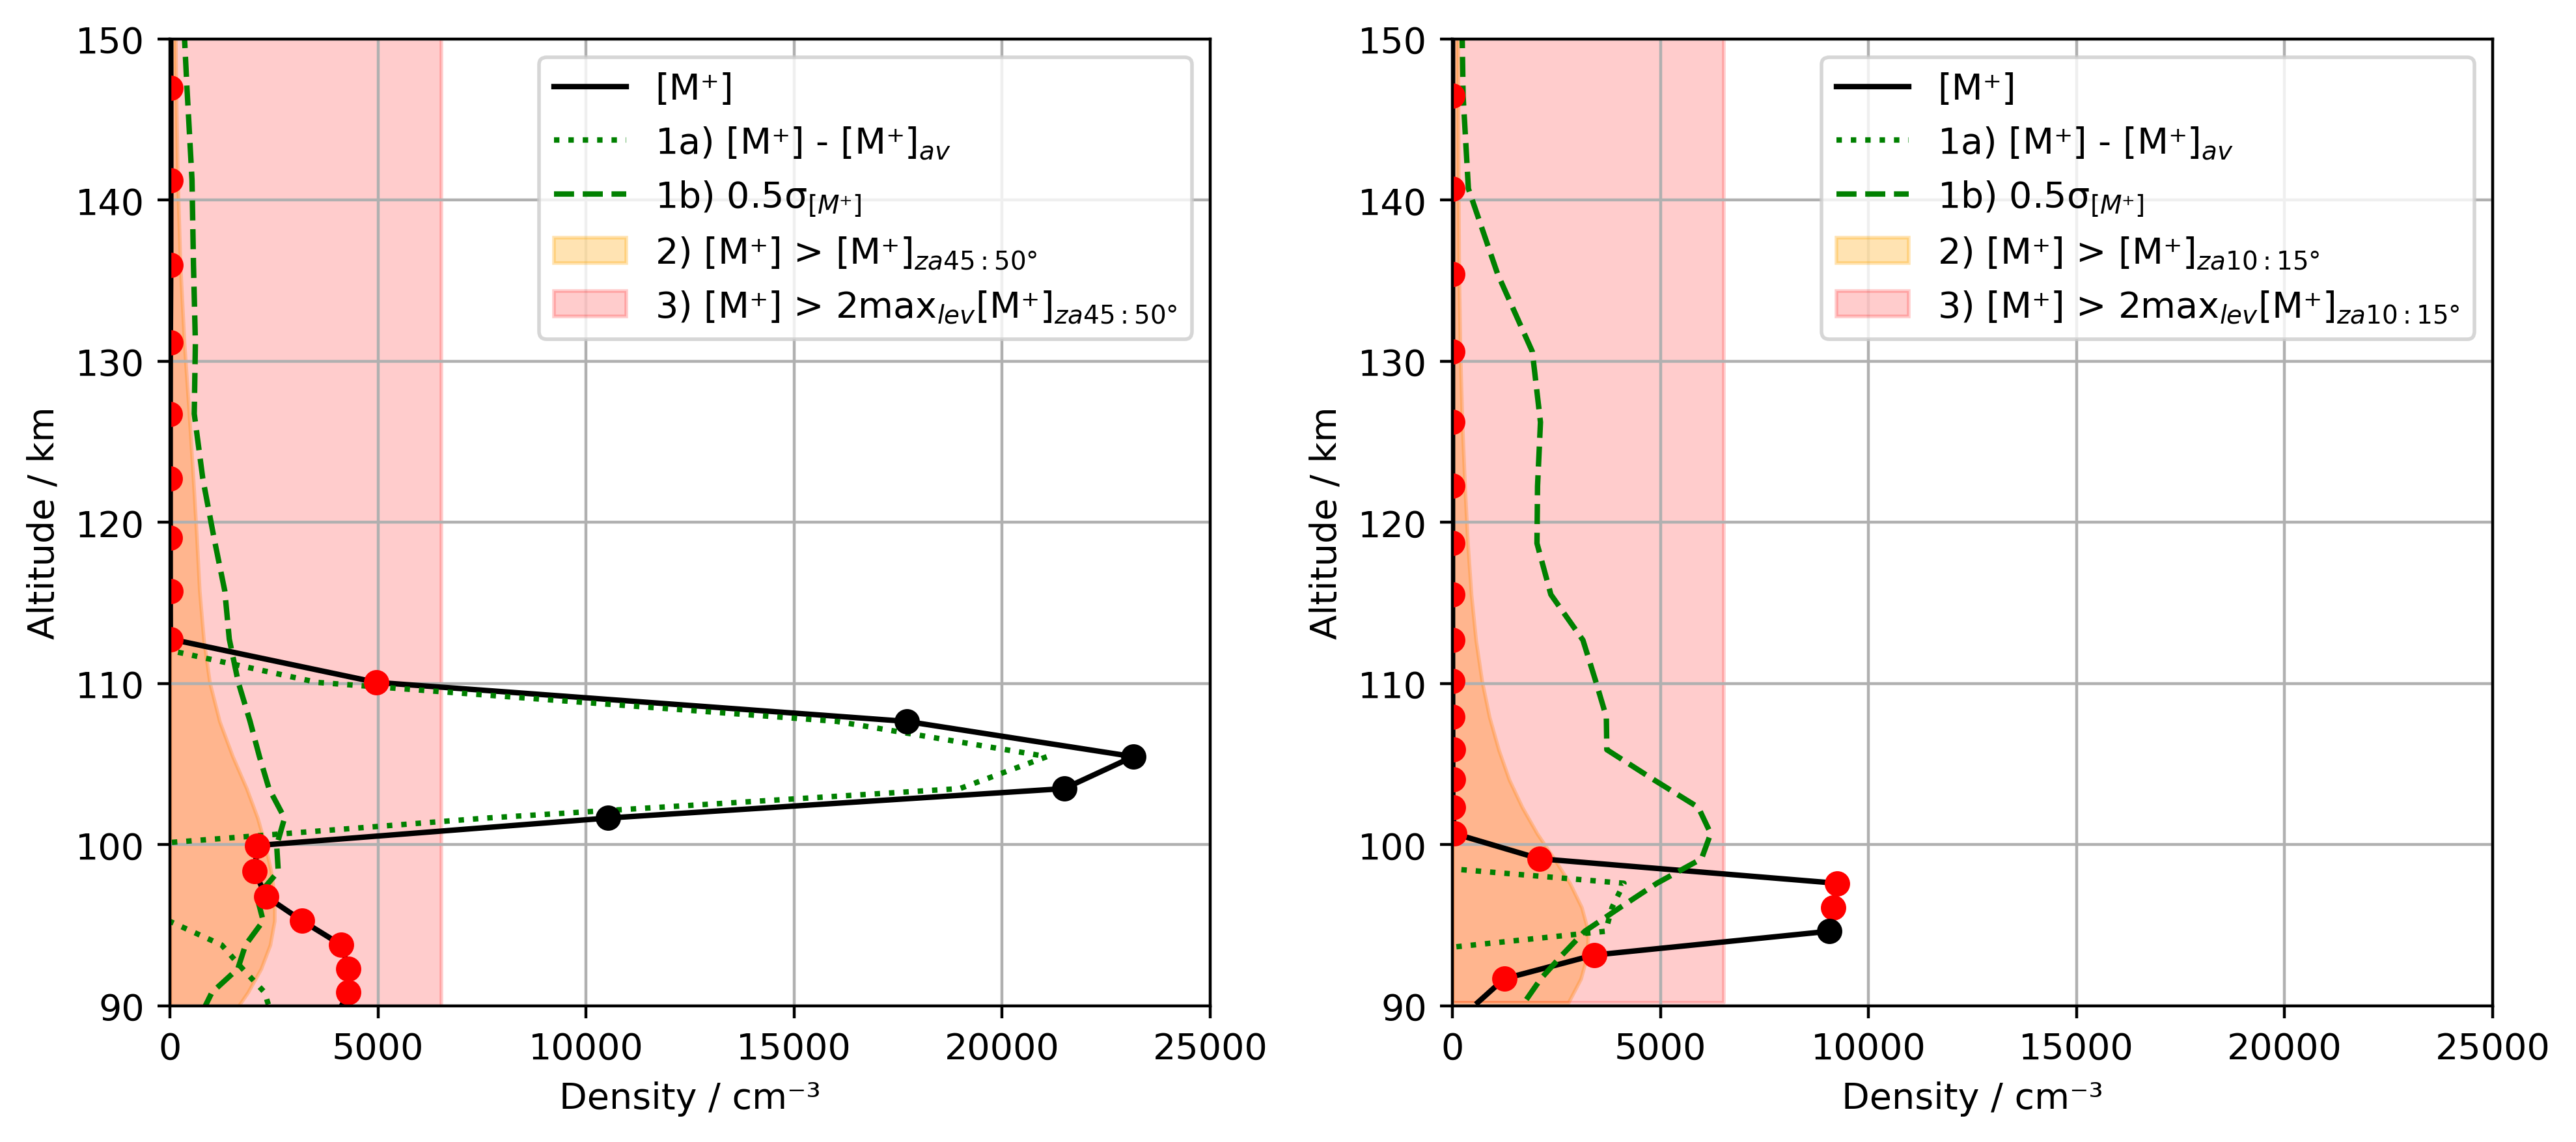 150
140
130
120
110
100
90
Altitude / km
0 5000 10000 15000 20000 25000
Density / cm⁻³
[M⁺]
1a) [M⁺] - [M⁺]av
1b) 0.5σ[M⁺]
2) [M⁺] > [M⁺]za45:50°
3) [M⁺] > 2maxlev[M⁺]za45:50°
150
140
130
120
110
100
90
Altitude / km
0 5000 10000 15000 20000 25000
Density / cm⁻³
[M⁺]
1a) [M⁺] - [M⁺]av
1b) 0.5σ[M⁺]
2) [M⁺] > [M⁺]za10:15°
3) [M⁺] > 2maxlev[M⁺]za10:15°